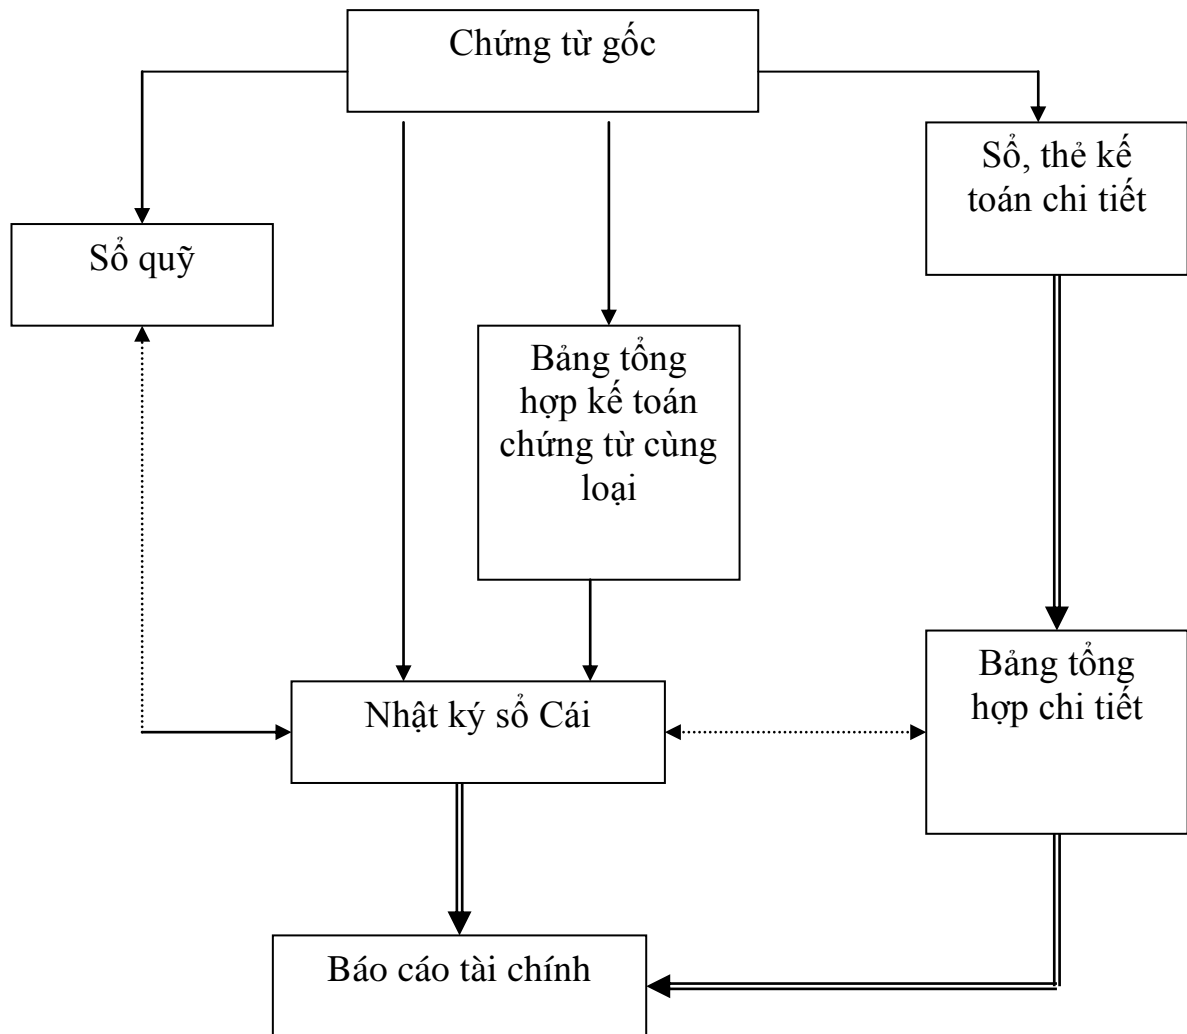 Chứng từ gốc
Sổ, thẻ kế
toán chi tiết
Sổ quỹ
Bảng tổng
hợp kế toán
chứng từ cùng
loại
Bảng tổng
hợp chi tiết
Nhật ký sổ Cái
Báo cáo tài chính